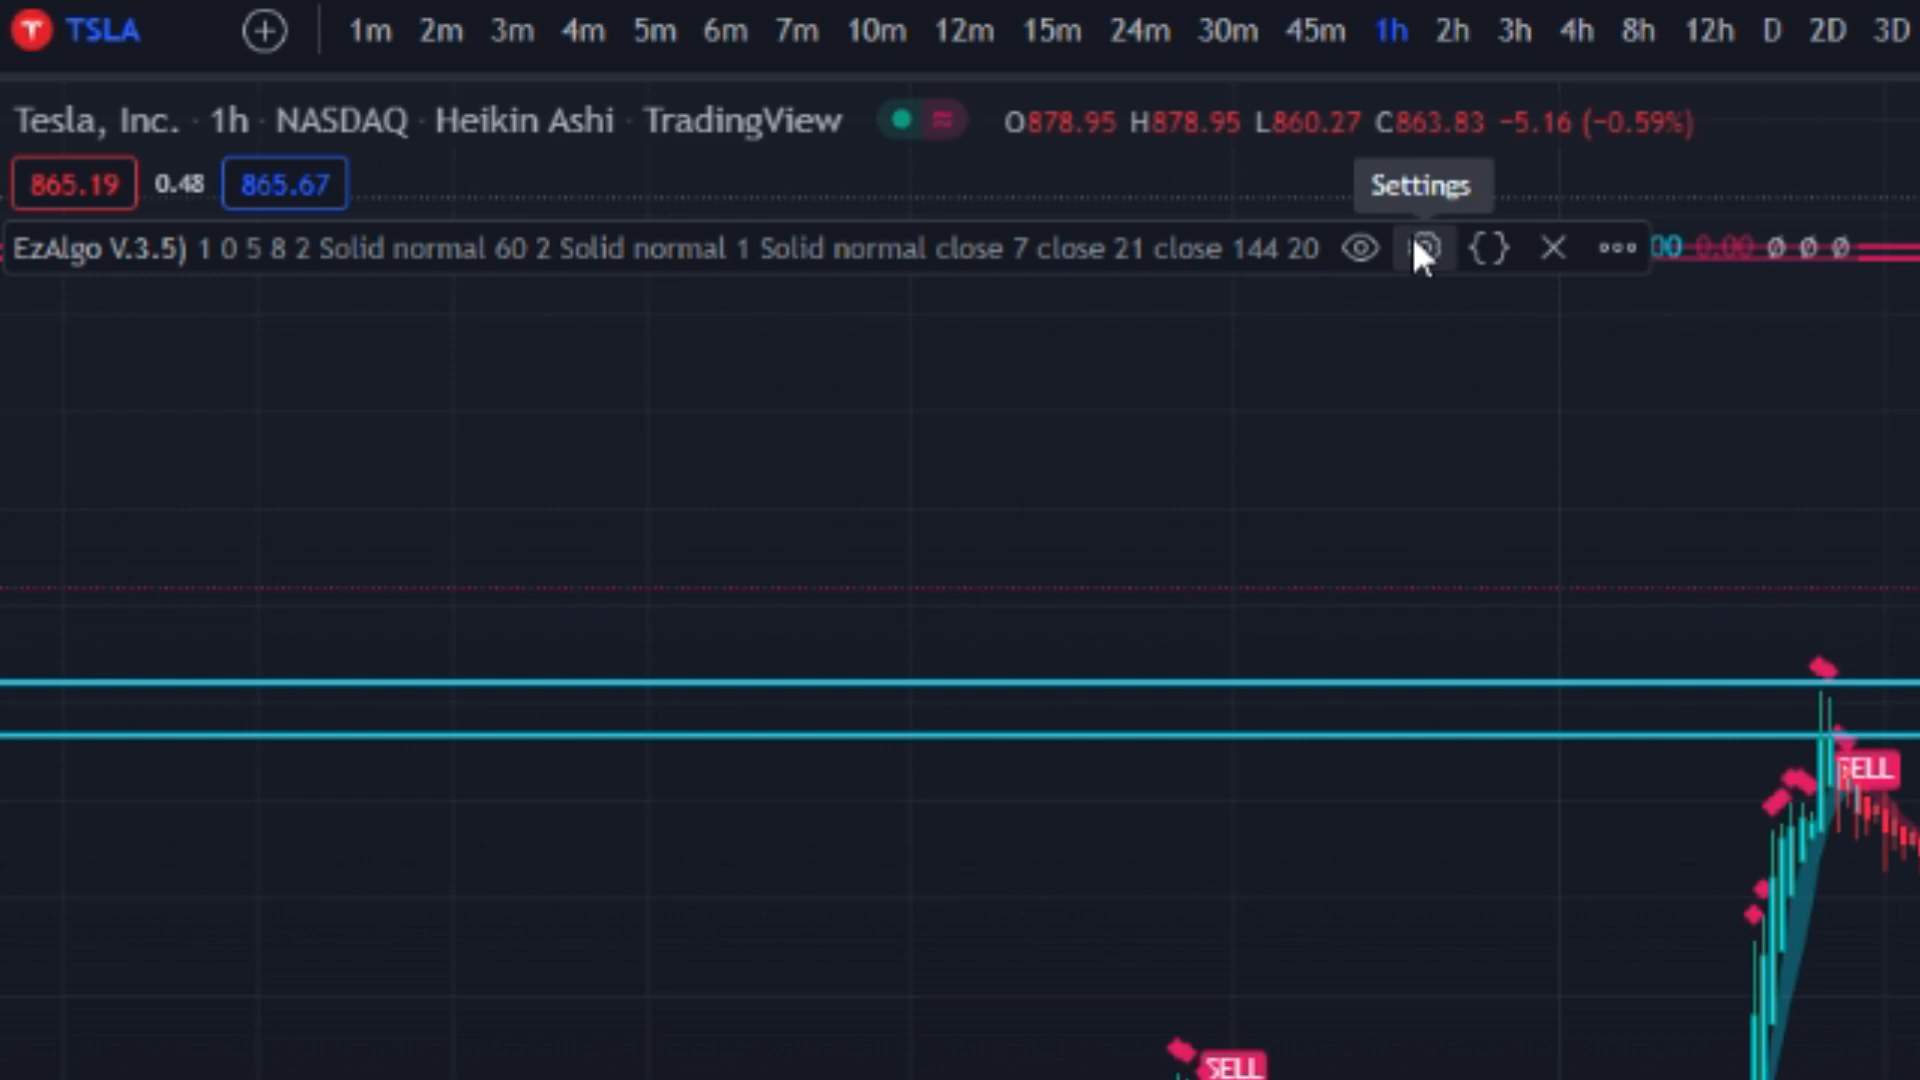 TSLA 1m 2m 3m 4m 5m 6m 7m 10m 12m 15m 24m 30m 45m 1h 2h 3h 4h 8h 12h D 2D 3D
Tesla, Inc. · 1h · NASDAQ · Heikin Ashi · TradingView O878.95 H878.95 L860.27 C863.83 −5.16 (−0.59%)
865.19 0.48 865.67
Settings
EzAlgo V.3.5) 1 0 5 8 2 Solid normal 60 2 Solid normal 1 Solid normal close 7 close 21 close 144 20 {} 00 0.00 Ø Ø Ø
SELL
SELL